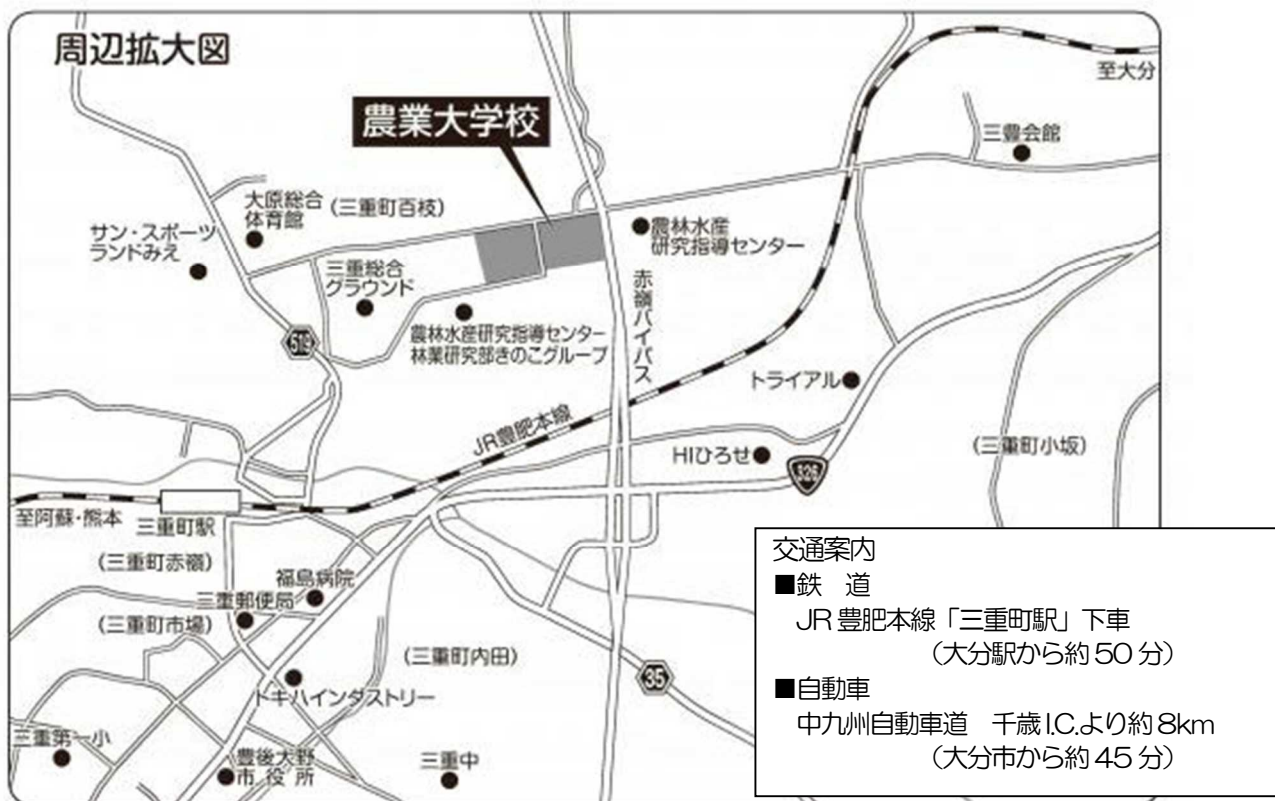 周辺拡大図
至大分
農業大学校
三豊会館
大原総合
体育館
(三重町百枝)
サン・スポーツ
ランドみえ
農林水産
研究指導センター
三重総合
グラウンド
赤嶺バイパス
519
農林水産研究指導センター
林業研究部きのこグループ
トライアル
JR豊肥本線
HIひろせ
(三重町小坂)
326
至阿蘇・熊本
三重町駅
(三重町赤嶺)
福島病院
三重郵便局
(三重町市場)
(三重町内田)
35
トキハインダストリー
三重第一小
豊後大野
市役所
三重中
交通案内
■鉄 道
JR豊肥本線「三重町駅」下車
(大分駅から約50分)
■自動車
中九州自動車道 千歳I.C.より約8km
(大分市から約45分)